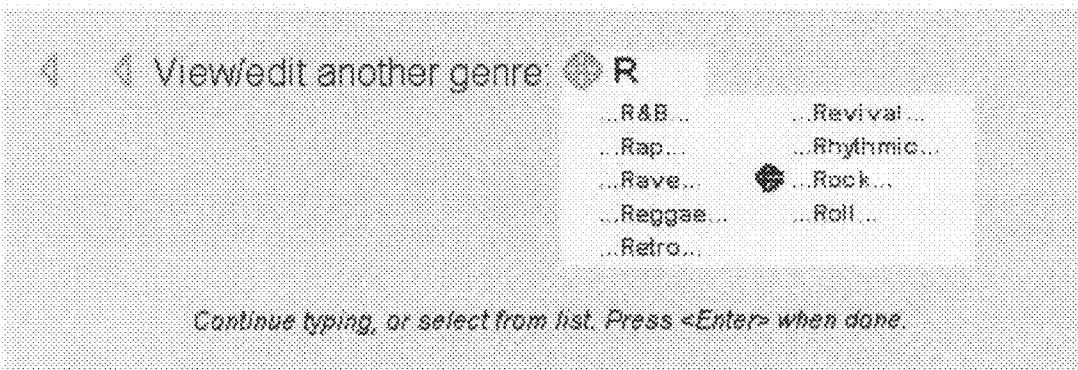 View/edit another genre: R
...R&B... ...Revival...
...Rap... ...Rhythmic...
...Rave... ...Rock...
...Reggae... ...Roll...
...Retro...
Continue typing, or select from list. Press <Enter> when done.